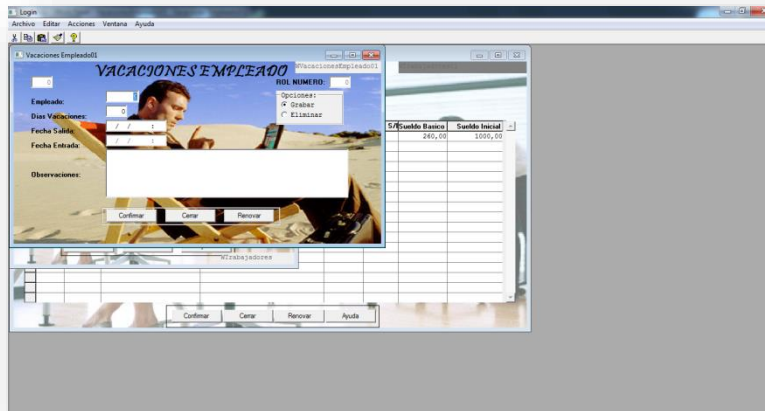 Login
Archivo Editar Acciones Ventana Ayuda
Vacaciones Empleado01
VACACIONES EMPLEADO
WVacacionesEmpleado01
0
ROL NUMERO: 0
Opciones:
Grabar
Eliminar
Empleado:
Dias Vacaciones: 0
Fecha Salida: / / :
Fecha Entrada: / / :
Observaciones:
Confirmar Cerrar Renovar
Sueldo Basico Sueldo Inicial
260,00 1000,00
WTrabajadores
Confirmar Cerrar Renovar Ayuda